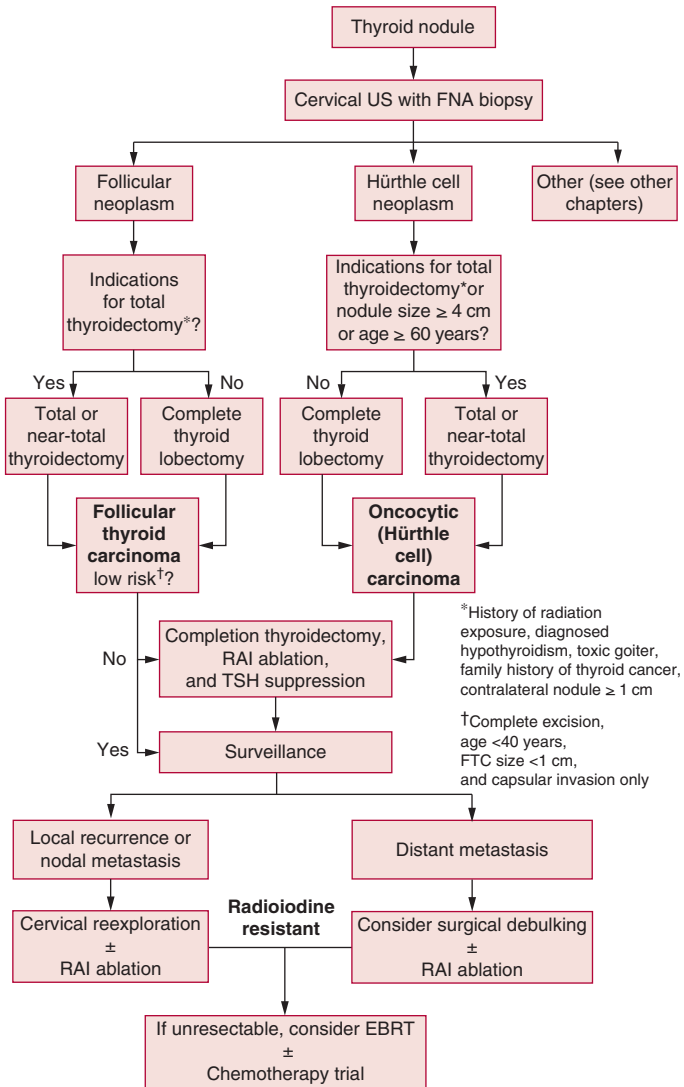 Thyroid nodule
Cervical US with FNA biopsy
Follicular
neoplasm
Hürthle cell
neoplasm
Other (see other
chapters)
Indications
for total
thyroidectomy*?
Indications for total
thyroidectomy*or
nodule size ≥ 4 cm
or age ≥ 60 years?
Yes
No
No
Yes
Total or
near-total
thyroidectomy
Complete
thyroid
lobectomy
Complete
thyroid
lobectomy
Total or
near-total
thyroidectomy
Follicular
thyroid
carcinoma
low risk†?
Oncocytic
(Hürthle
cell)
carcinoma
*History of radiation
exposure, diagnosed
hypothyroidism, toxic goiter,
family history of thyroid cancer,
contralateral nodule ≥ 1 cm
†Complete excision,
age <40 years,
FTC size <1 cm,
and capsular invasion only
No
Completion thyroidectomy,
RAI ablation,
and TSH suppression
Yes
Surveillance
Local recurrence or
nodal metastasis
Distant metastasis
Cervical reexploration
±
RAI ablation
Radioiodine
resistant
Consider surgical debulking
±
RAI ablation
If unresectable, consider EBRT
±
Chemotherapy trial